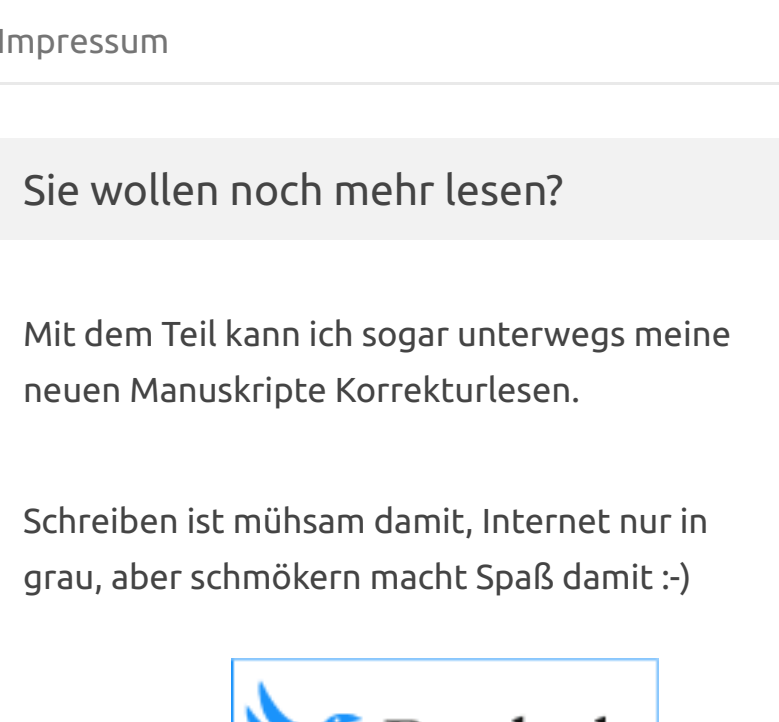 Impressum
Sie wollen noch mehr lesen?
Mit dem Teil kann ich sogar unterwegs meine
neuen Manuskripte Korrekturlesen.
Schreiben ist mühsam damit, Internet nur in
grau, aber schmökern macht Spaß damit :-)